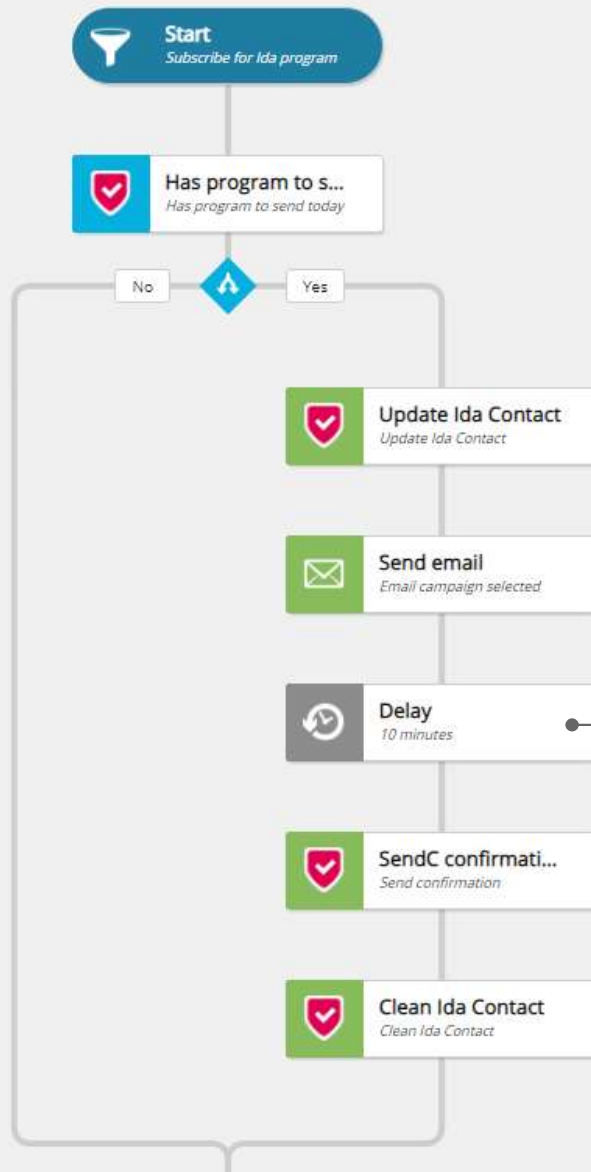 Start
Subscribe for Ida program
Has program to s...
Has program to send today
No
Yes
Update Ida Contact
Update Ida Contact
Send email
Email campaign selected
Delay
10 minutes
SendC confirmati...
Send confirmation
Clean Ida Contact
Clean Ida Contact